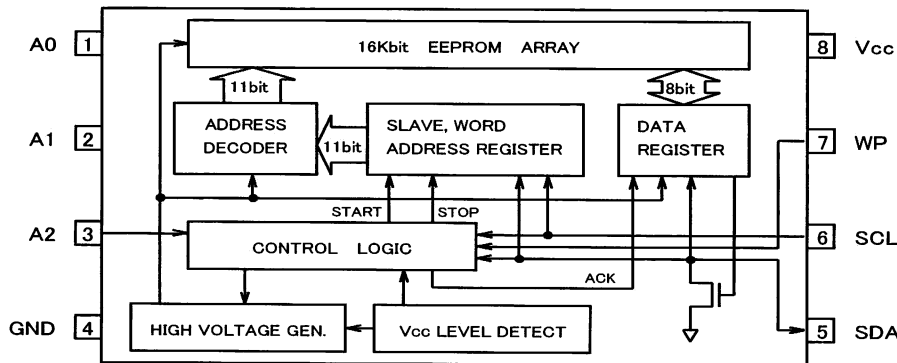 A0 1
16Kbit EEPROM ARRAY
8 Vcc
11bit
8bit
A1 2
ADDRESS
DECODER
11bit
SLAVE, WORD
ADDRESS REGISTER
DATA
REGISTER
7 WP
START
STOP
A2 3
CONTROL LOGIC
6 SCL
ACK
GND 4
HIGH VOLTAGE GEN.
Vcc LEVEL DETECT
5 SDA